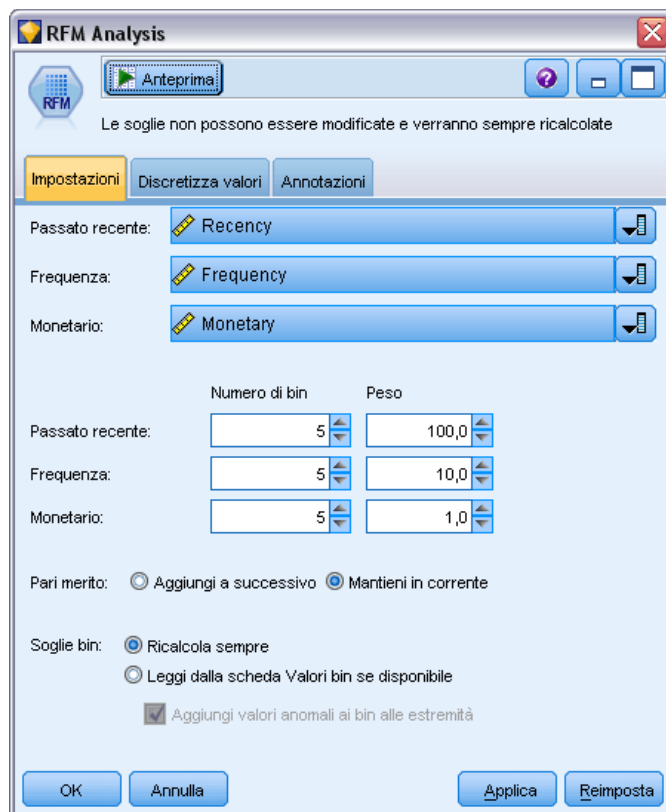 RFM Analysis
Anteprima
RFM
Le soglie non possono essere modificate e verranno sempre ricalcolate
Impostazioni Discretizza valori Annotazioni
Passato recente: Recency
Frequenza: Frequency
Monetario: Monetary
Numero di bin Peso
Passato recente: 5 100,0
Frequenza: 5 10,0
Monetario: 5 1,0
Pari merito: Aggiungi a successivo Mantieni in corrente
Soglie bin: Ricalcola sempre
Leggi dalla scheda Valori bin se disponibile
Aggiungi valori anomali ai bin alle estremità
OK Annulla Applica Reimposta